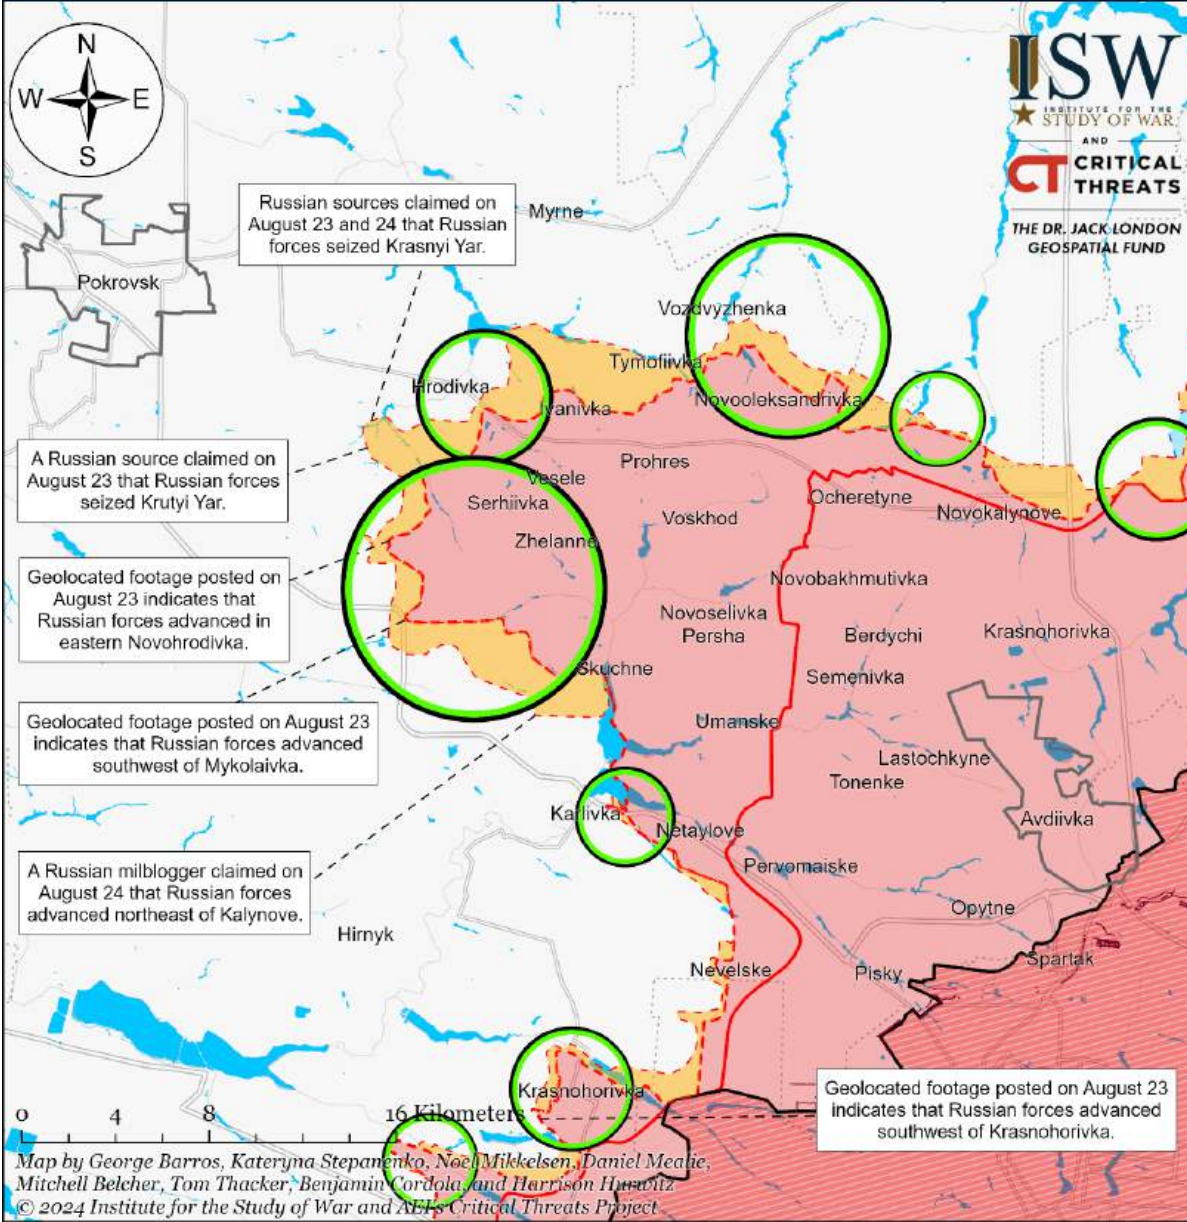 N
W E
S
ISW
INSTITUTE FOR THE
STUDY OF WAR
AND
CT CRITICAL
THREATS
THE DR. JACK LONDON
GEOSPATIAL FUND
Russian sources claimed on
August 23 and 24 that Russian
forces seized Krasnyi Yar.
Myrne
Pokrovsk
Vozdvyzhenka
Tymofiivka
Hrodivka
Ivanivka
Novooleksandrivka
A Russian source claimed on
August 23 that Russian forces
seized Krutyi Yar.
Prohres
Vesele
Serhiivka
Ocheretyne
Voskhod
Novokalynove
Zhelanne
Geolocated footage posted on
August 23 indicates that
Russian forces advanced in
eastern Novohrodivka.
Novobakhmutivka
Novoselivka
Persha
Berdychi
Krasnohorivka
Skuchne
Semenivka
Geolocated footage posted on August 23
indicates that Russian forces advanced
southwest of Mykolaivka.
Umanske
Lastochkyne
Tonenke
Karlivka
Netaylove
Avdiivka
Pervomaiske
A Russian milblogger claimed on
August 24 that Russian forces
advanced northeast of Kalynove.
Opytne
Hirnyk
Spartak
Nevelske
Pisky
Krasnohorivka
Geolocated footage posted on August 23
indicates that Russian forces advanced
southwest of Krasnohorivka.
0 4 8 16 Kilometers
Map by George Barros, Kateryna Stepanenko, Noel Mikkelsen, Daniel Mealie,
Mitchell Belcher, Tom Thacker, Benjamin Cordola, and Harrison Hurwitz
© 2024 Institute for the Study of War and AEI's Critical Threats Project